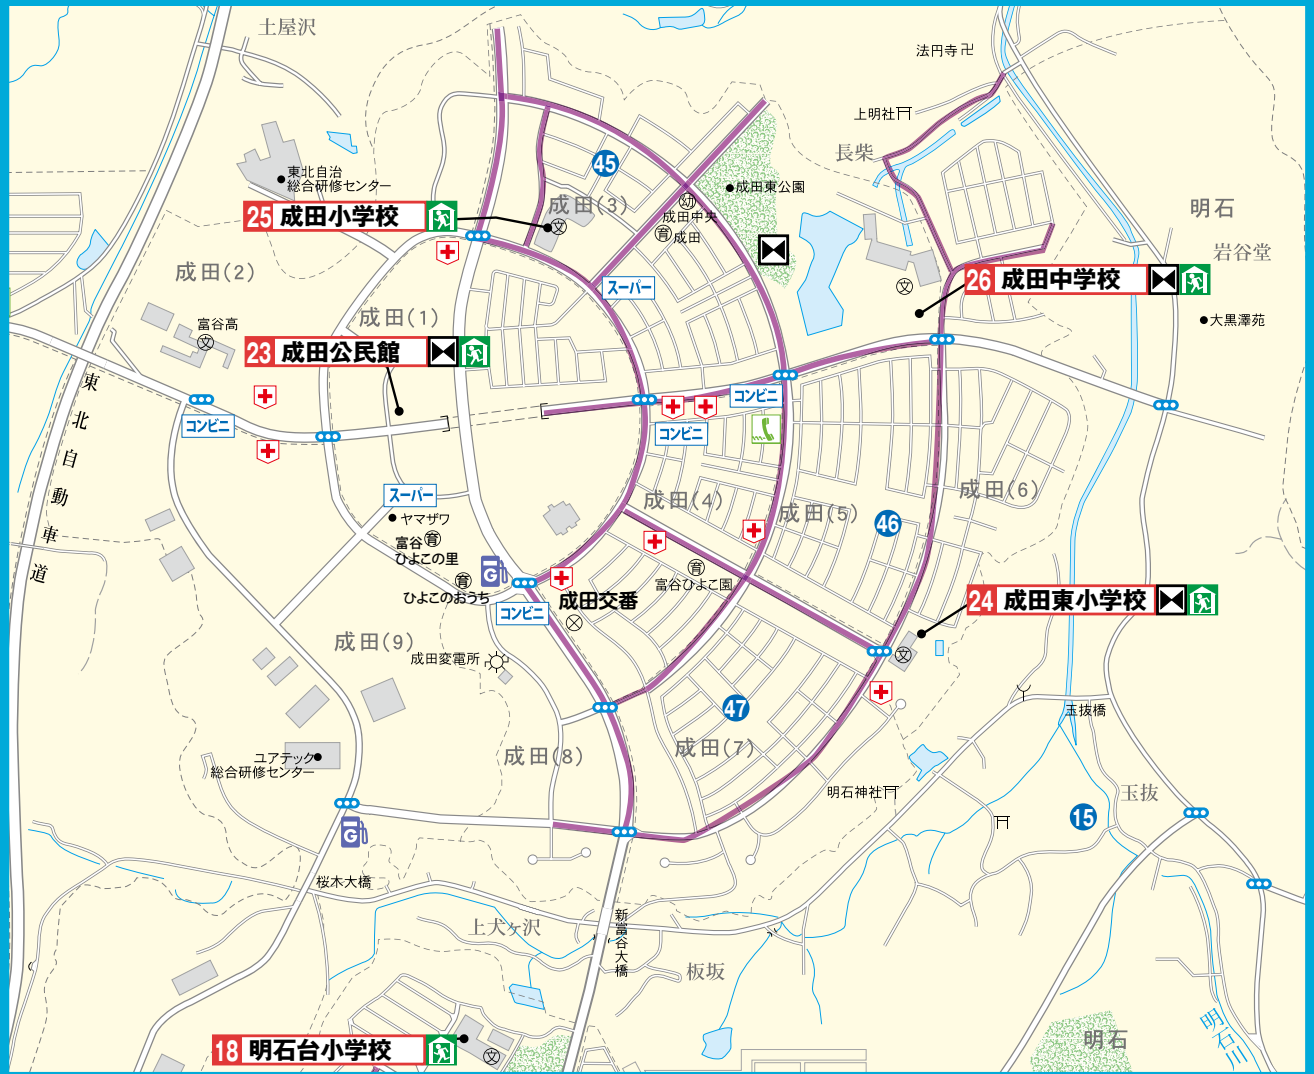 土屋沢
法円寺
上明社
長柴
東北自治
総合研修センター
45
成田東公園
明石
25 成田小学校
成田(3)
文
幼
成田中央
育 成田
岩谷堂
成田(2)
26 成田中学校
文
スーパー
大黒澤苑
富谷高
文
成田(1)
23 成田公民館
東北自動車道
コンビニ
コンビニ
コンビニ
スーパー
成田(4)
成田(5)
成田(6)
46
ヤマザワ
富谷 育
ひよこの里
育
ひよこのおうち
G
育
富谷ひよこ園
コンビニ
成田交番
24 成田東小学校
文
成田(9)
成田変電所
47
玉抜橋
成田(8)
成田(7)
ユアテック
総合研修センター
明石神社
玉抜
15
G
桜木大橋
上犬ヶ沢
新富谷大橋
板坂
18 明石台小学校
文
明石
明石川